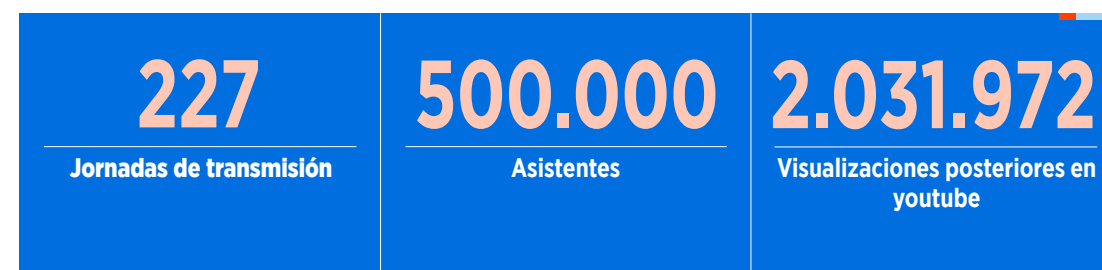 227
Jornadas de transmisión
500.000
Asistentes
2.031.972
Visualizaciones posteriores en
youtube